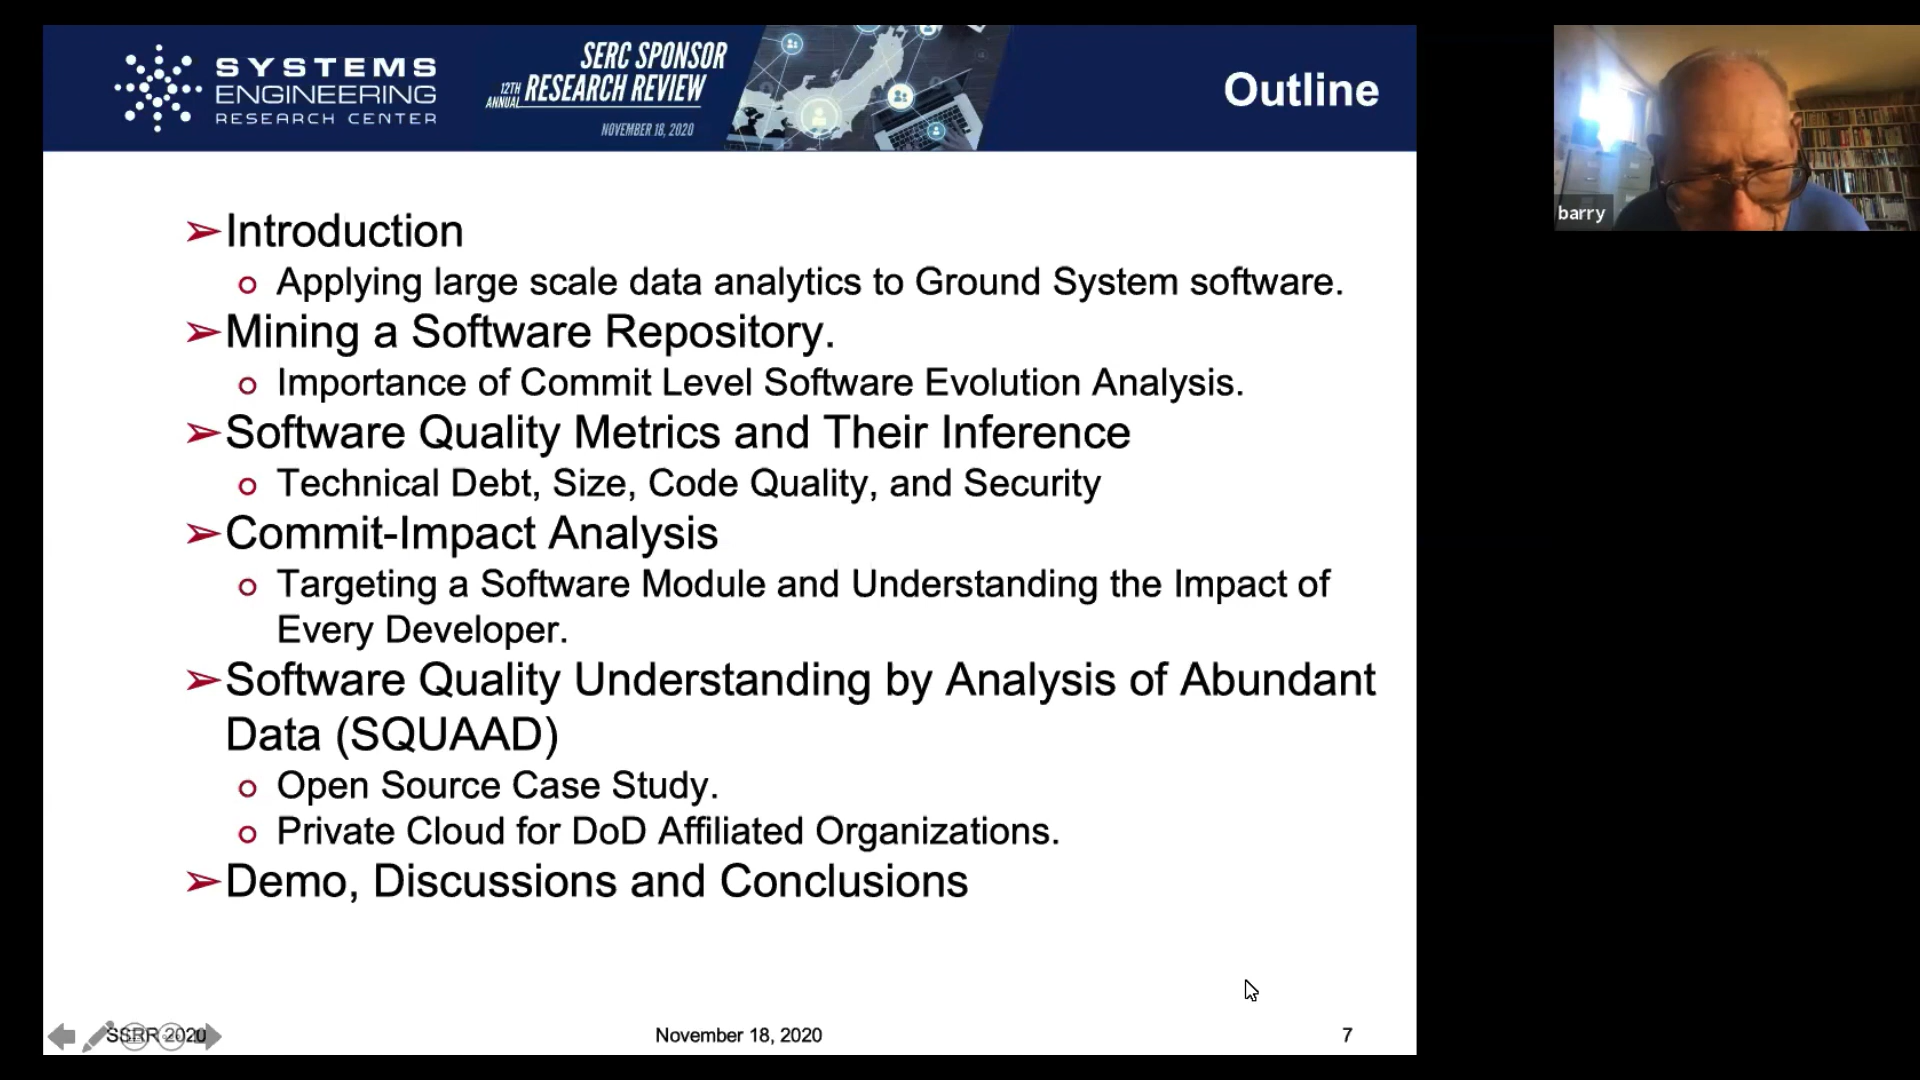 SYSTEMS
ENGINEERING
RESEARCH CENTER
SERC SPONSOR
12TH ANNUAL RESEARCH REVIEW
NOVEMBER 18, 2020
Outline
barry
➢Introduction
o Applying large scale data analytics to Ground System software.
➢Mining a Software Repository.
o Importance of Commit Level Software Evolution Analysis.
➢Software Quality Metrics and Their Inference
o Technical Debt, Size, Code Quality, and Security
➢Commit-Impact Analysis
o Targeting a Software Module and Understanding the Impact of
Every Developer.
➢Software Quality Understanding by Analysis of Abundant
Data (SQUAAD)
o Open Source Case Study.
o Private Cloud for DoD Affiliated Organizations.
➢Demo, Discussions and Conclusions
SSRR 2020
November 18, 2020
7